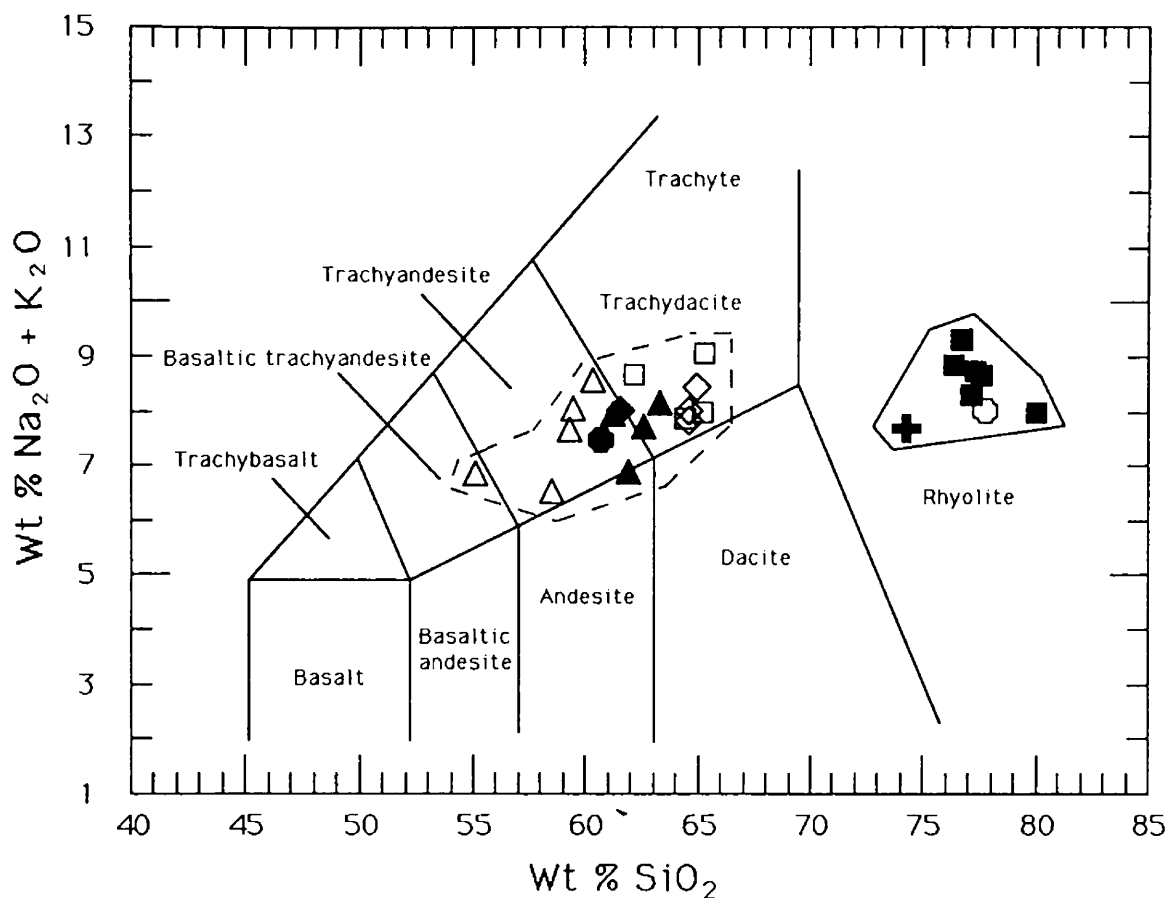 15
13
11
9
7
5
3
1
Wt % Na₂O + K₂O
Trachyte
Trachyandesite
Trachydacite
Basaltic trachyandesite
Trachybasalt
Rhyolite
Dacite
Andesite
Basaltic
andesite
Basalt
40 45 50 55 60 65 70 75 80 85
Wt % SiO₂